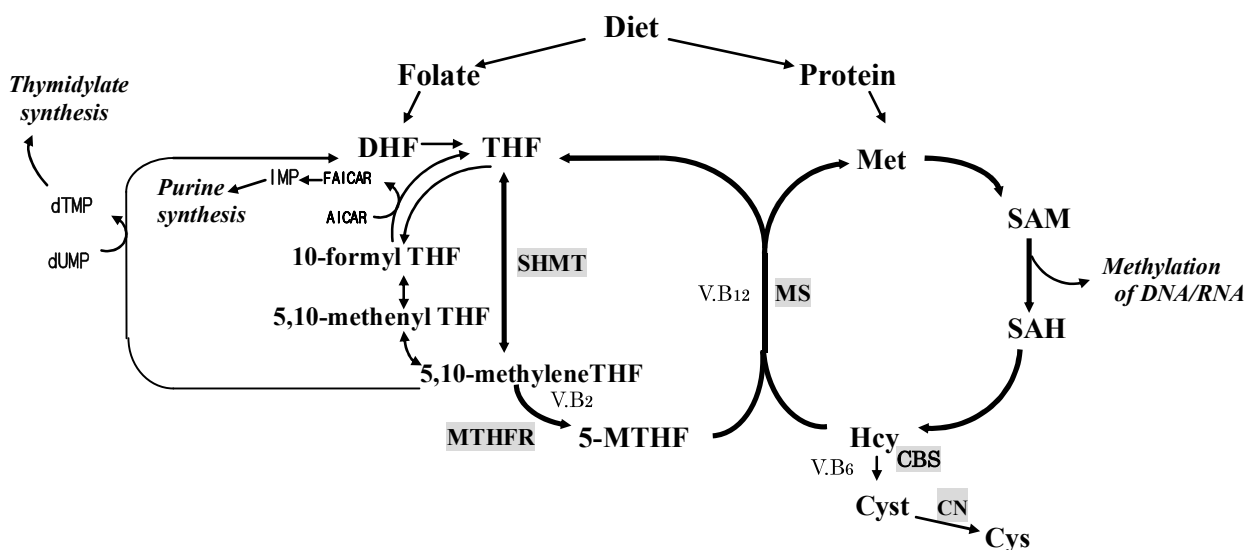 Diet
Folate
Protein
Thymidylate
synthesis
DHF
THF
Met
IMP
FAICAR
Purine
synthesis
AICAR
dTMP
dUMP
SAM
10-formyl THF
SHMT
V.B12
MS
Methylation
of DNA/RNA
5,10-methenyl THF
SAH
5,10-methyleneTHF
V.B2
MTHFR
5-MTHF
Hcy
V.B6
CBS
Cyst
CN
Cys